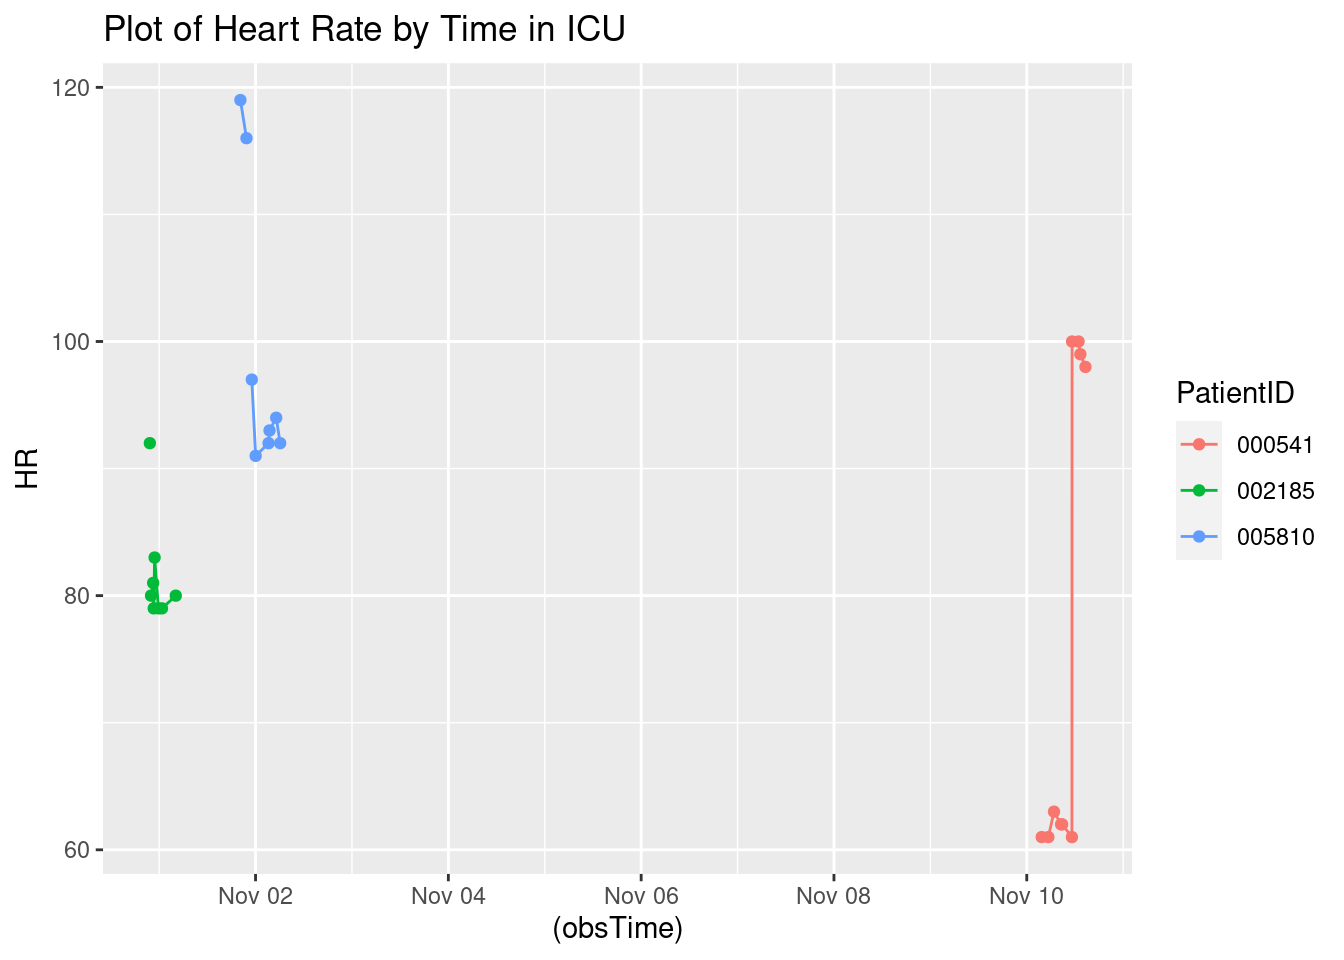 Plot of Heart Rate by Time in ICU
120
100
80
60
HR
Nov 02 Nov 04 Nov 06 Nov 08 Nov 10
(obsTime)
PatientID
000541
002185
005810